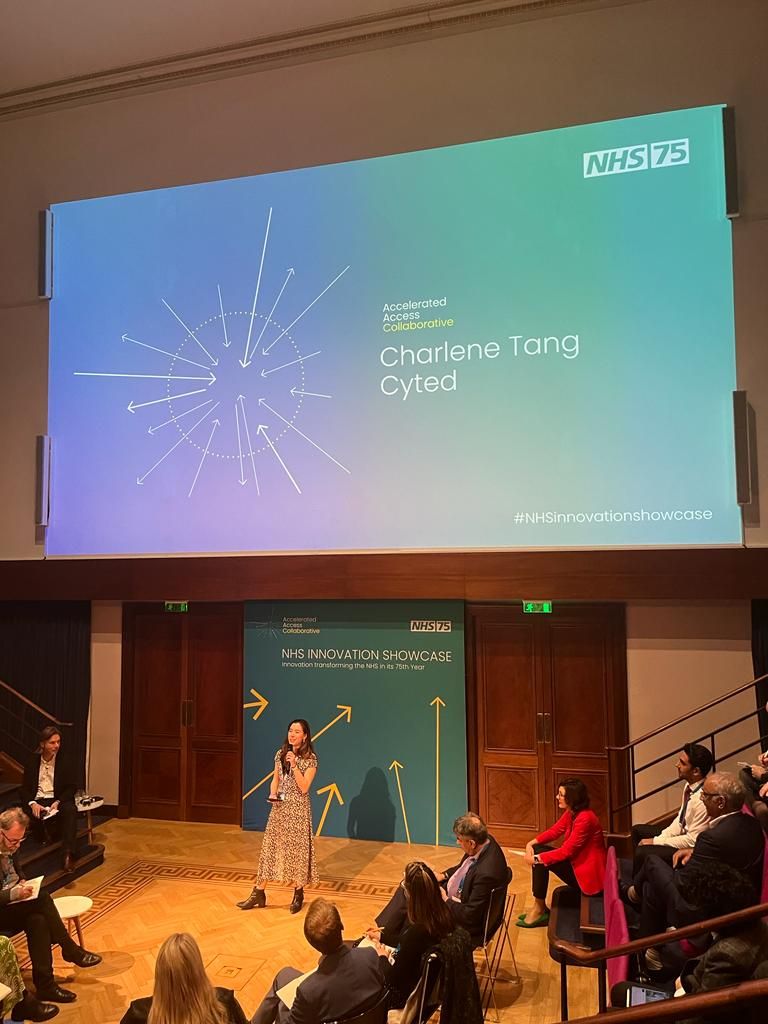 NHS 75
Accelerated
Access
Collaborative
Charlene Tang
Cyted
#NHSinnovationshowcase
Accelerated
Access
Collaborative
NHS 75
NHS INNOVATION SHOWCASE
Innovation transforming the NHS in its 75th Year